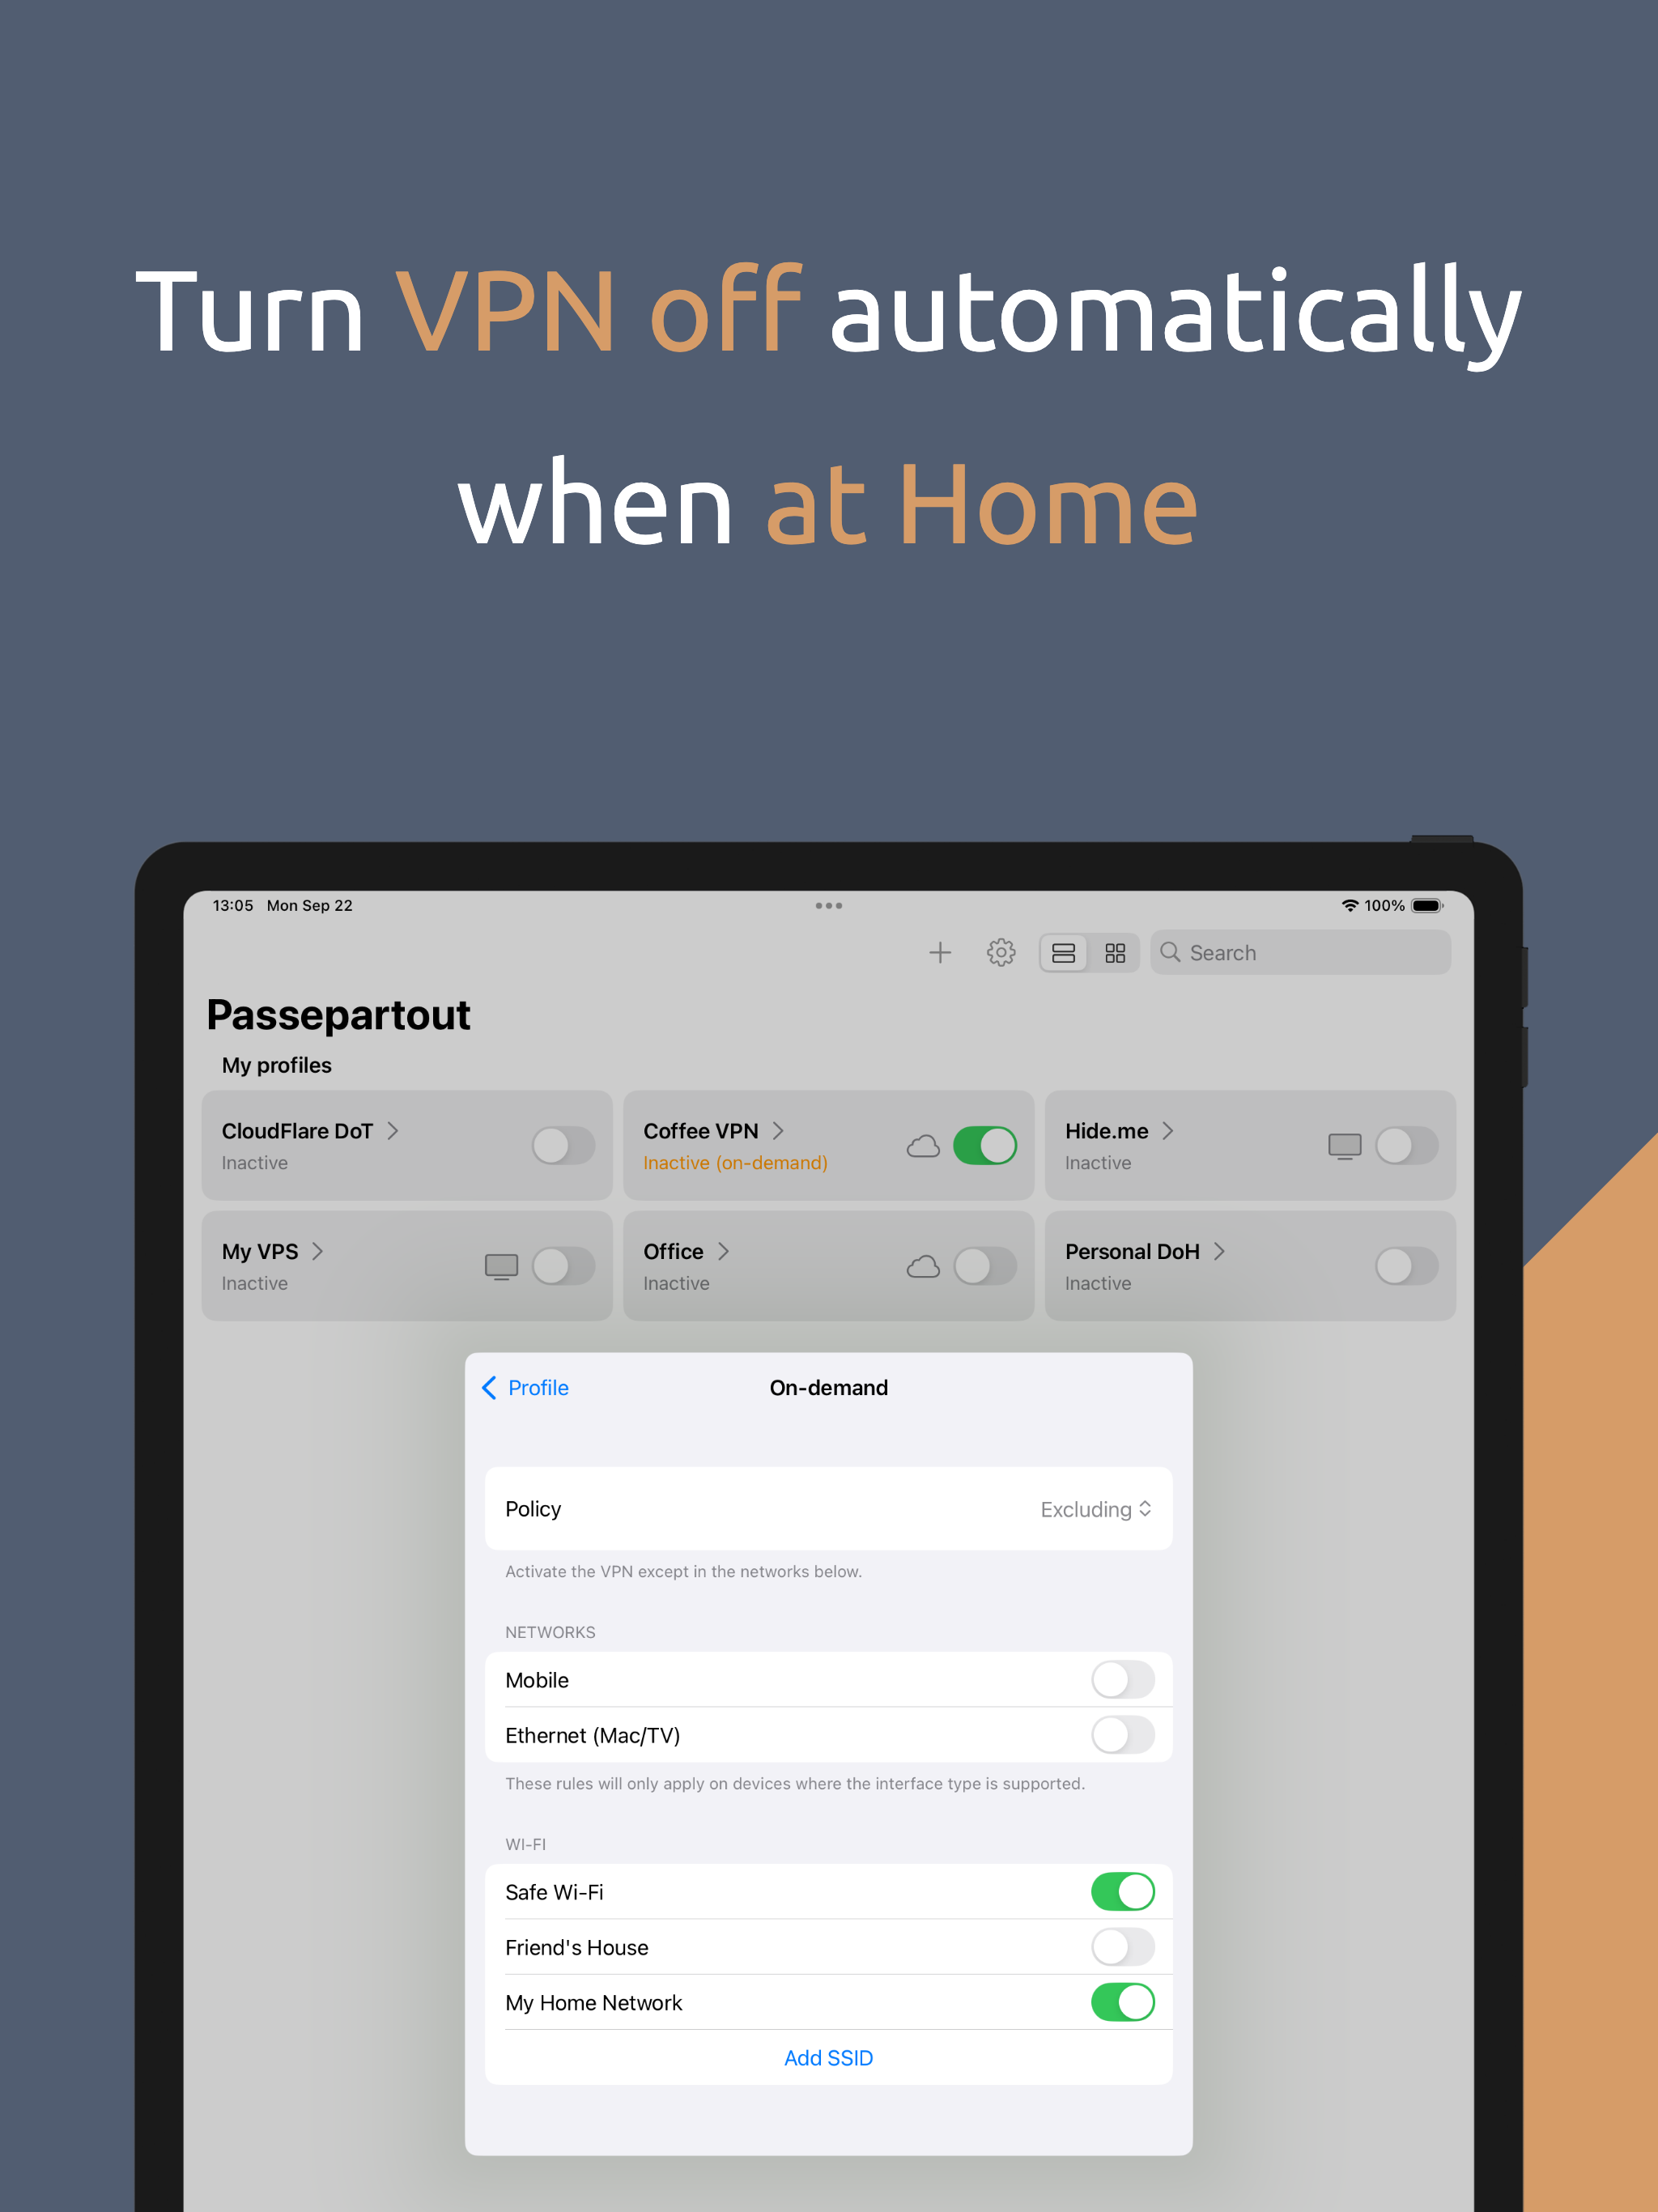 Turn VPN off automatically
when at Home
13:05 Mon Sep 22
100%
Search
Passepartout
My profiles
CloudFlare DoT
Inactive
Coffee VPN
Inactive (on-demand)
Hide.me
Inactive
My VPS
Inactive
Office
Inactive
Personal DoH
Inactive
Profile
On-demand
Policy
Excluding
Activate the VPN except in the networks below.
NETWORKS
Mobile
Ethernet (Mac/TV)
These rules will only apply on devices where the interface type is supported.
WI-FI
Safe Wi-Fi
Friend's House
My Home Network
Add SSID